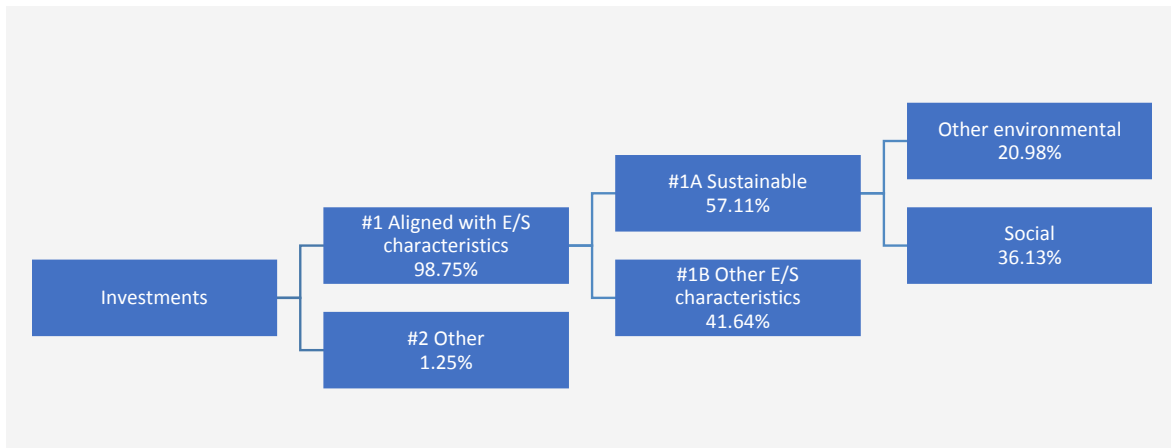 Investments
#1 Aligned with E/S
characteristics
98.75%
#2 Other
1.25%
#1A Sustainable
57.11%
#1B Other E/S
characteristics
41.64%
Other environmental
20.98%
Social
36.13%